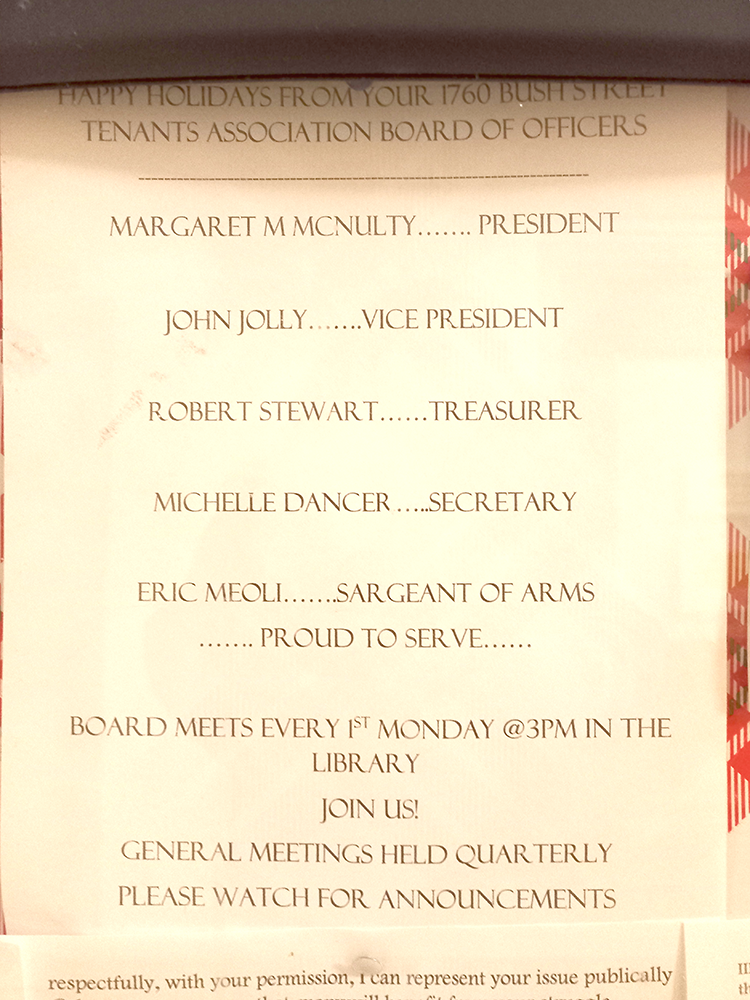 HAPPY HOLIDAYS FROM YOUR 1760 BUSH STREET
TENANTS ASSOCIATION BOARD OF OFFICERS
--------------------------------------------------------------------
MARGARET M MCNULTY....... PRESIDENT
JOHN JOLLY.......VICE PRESIDENT
ROBERT STEWART......TREASURER
MICHELLE DANCER .....SECRETARY
ERIC MEOLI.......SARGEANT OF ARMS
....... PROUD TO SERVE......
BOARD MEETS EVERY 1ST MONDAY @3PM IN THE
LIBRARY
JOIN US!
GENERAL MEETINGS HELD QUARTERLY
PLEASE WATCH FOR ANNOUNCEMENTS
respectfully, with your permission, I can represent your issue publically